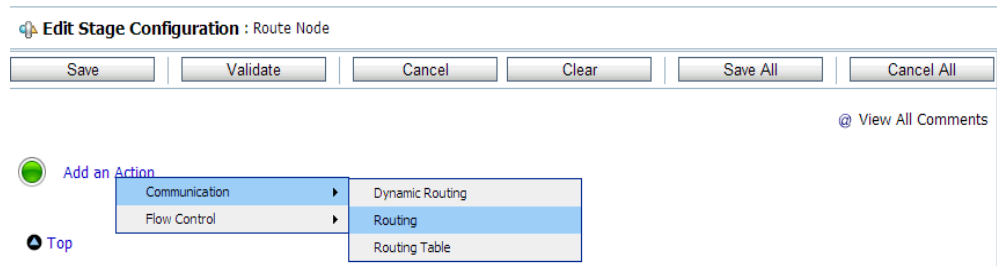 Edit Stage Configuration : Route Node
Save Validate Cancel Clear Save All Cancel All
@ View All Comments
Add an Action
Communication Dynamic Routing
Flow Control Routing
Top Routing Table